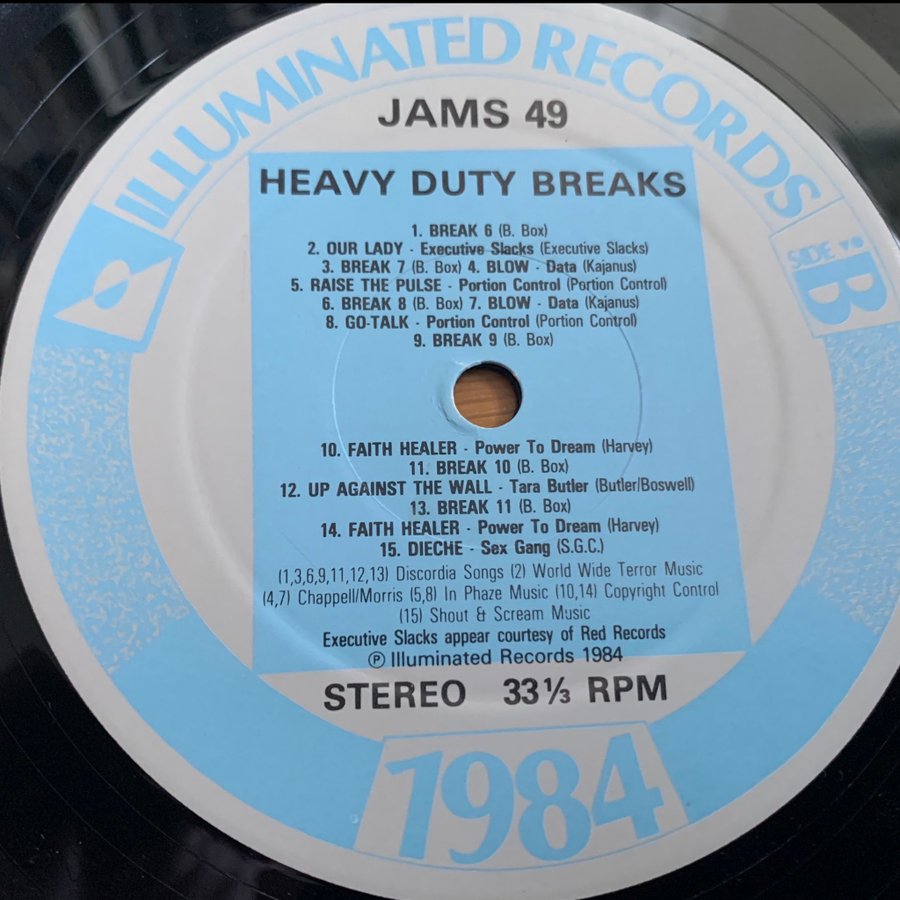 ILLUMINATED RECORDS
JAMS 49
SIDE B
HEAVY DUTY BREAKS
1. BREAK 6 (B. Box)
2. OUR LADY - Executive Slacks (Executive Slacks)
3. BREAK 7 (B. Box) 4. BLOW - Data (Kajanus)
5. RAISE THE PULSE - Portion Control (Portion Control)
6. BREAK 8 (B. Box) 7. BLOW - Data (Kajanus)
8. GO-TALK - Portion Control (Portion Control)
9. BREAK 9 (B. Box)
10. FAITH HEALER - Power To Dream (Harvey)
11. BREAK 10 (B. Box)
12. UP AGAINST THE WALL - Tara Butler (Butler/Boswell)
13. BREAK 11 (B. Box)
14. FAITH HEALER - Power To Dream (Harvey)
15. DIECHE - Sex Gang (S.G.C.)
(1,3,6,9,11,12,13) Discordia Songs (2) World Wide Terror Music
(4,7) Chappell/Morris (5,8) In Phaze Music (10,14) Copyright Control
(15) Shout & Scream Music
Executive Slacks appear courtesy of Red Records
℗ Illuminated Records 1984
STEREO 33⅓ RPM
1984